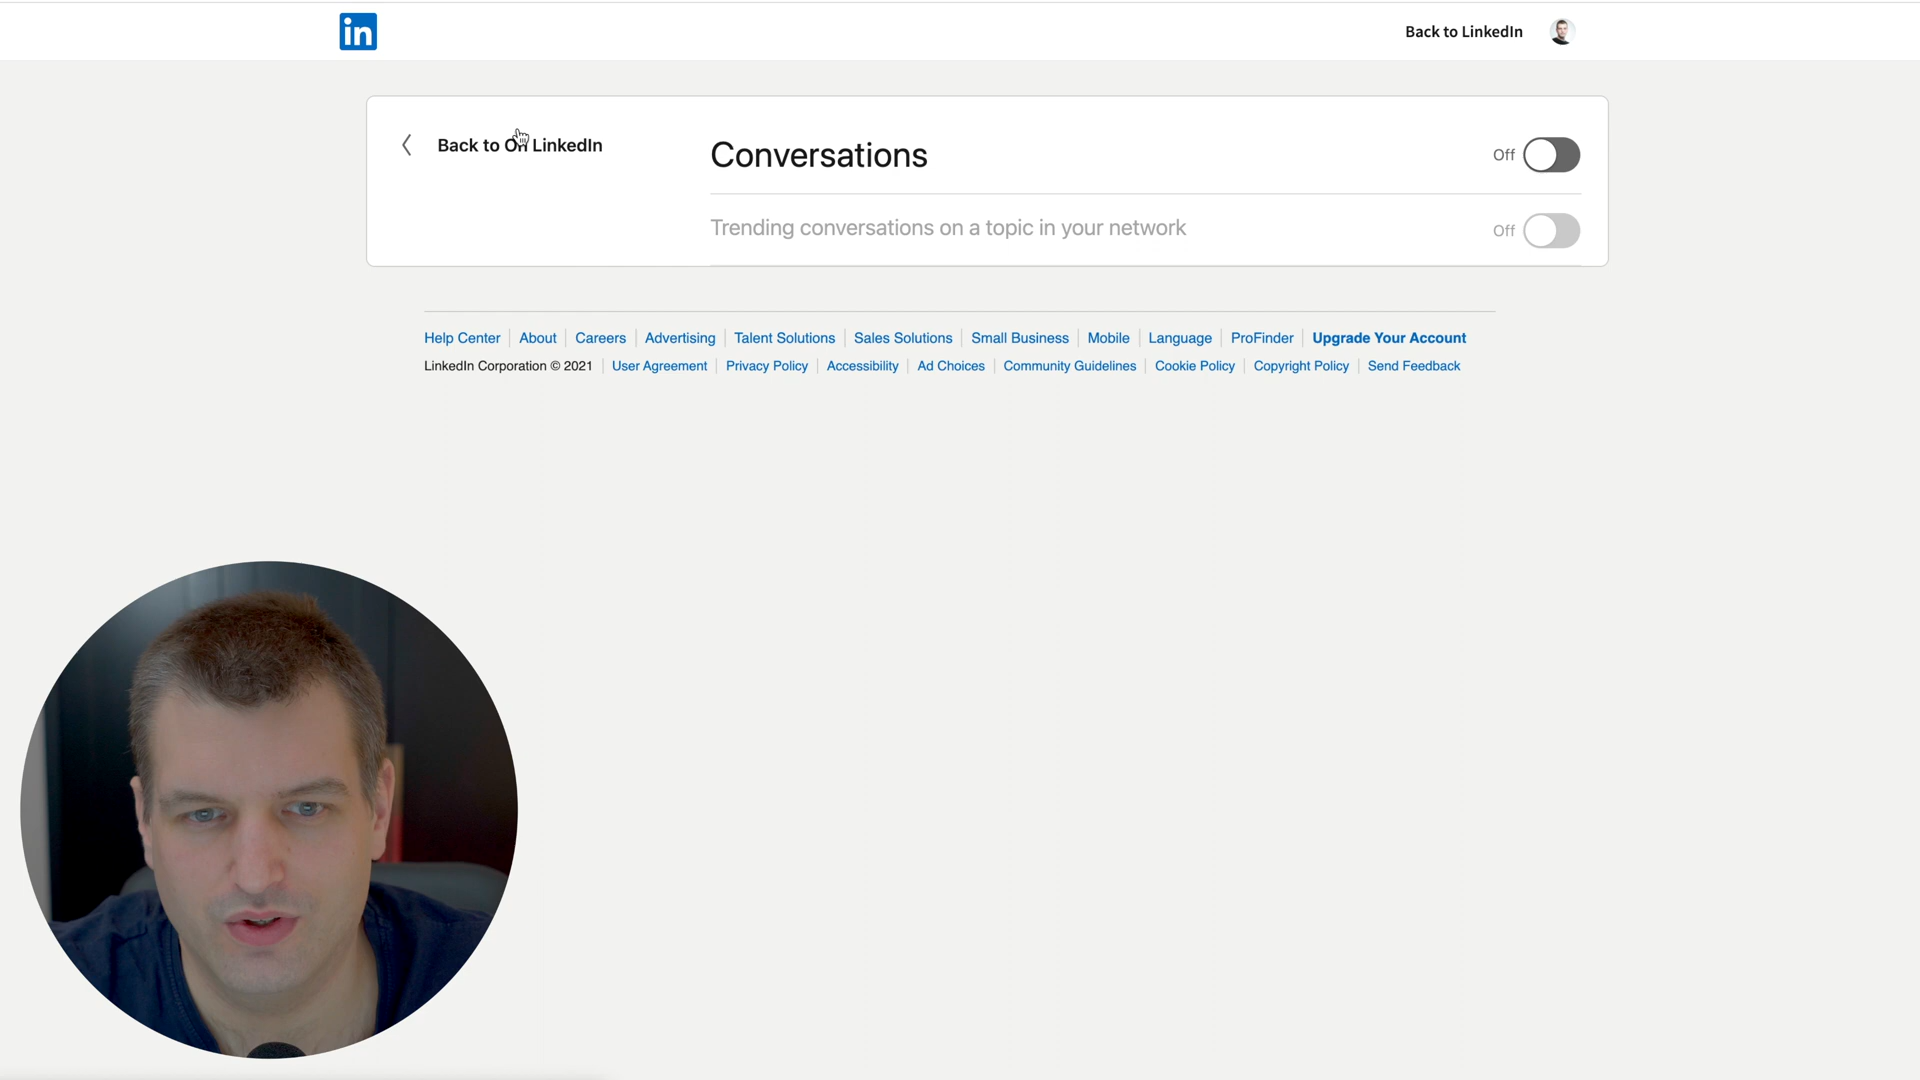 in
Back to LinkedIn
Back to On LinkedIn
Conversations
Off
Trending conversations on a topic in your network
Off
Help Center
About
Careers
Advertising
Talent Solutions
Sales Solutions
Small Business
Mobile
Language
ProFinder
Upgrade Your Account
LinkedIn Corporation © 2021
User Agreement
Privacy Policy
Accessibility
Ad Choices
Community Guidelines
Cookie Policy
Copyright Policy
Send Feedback